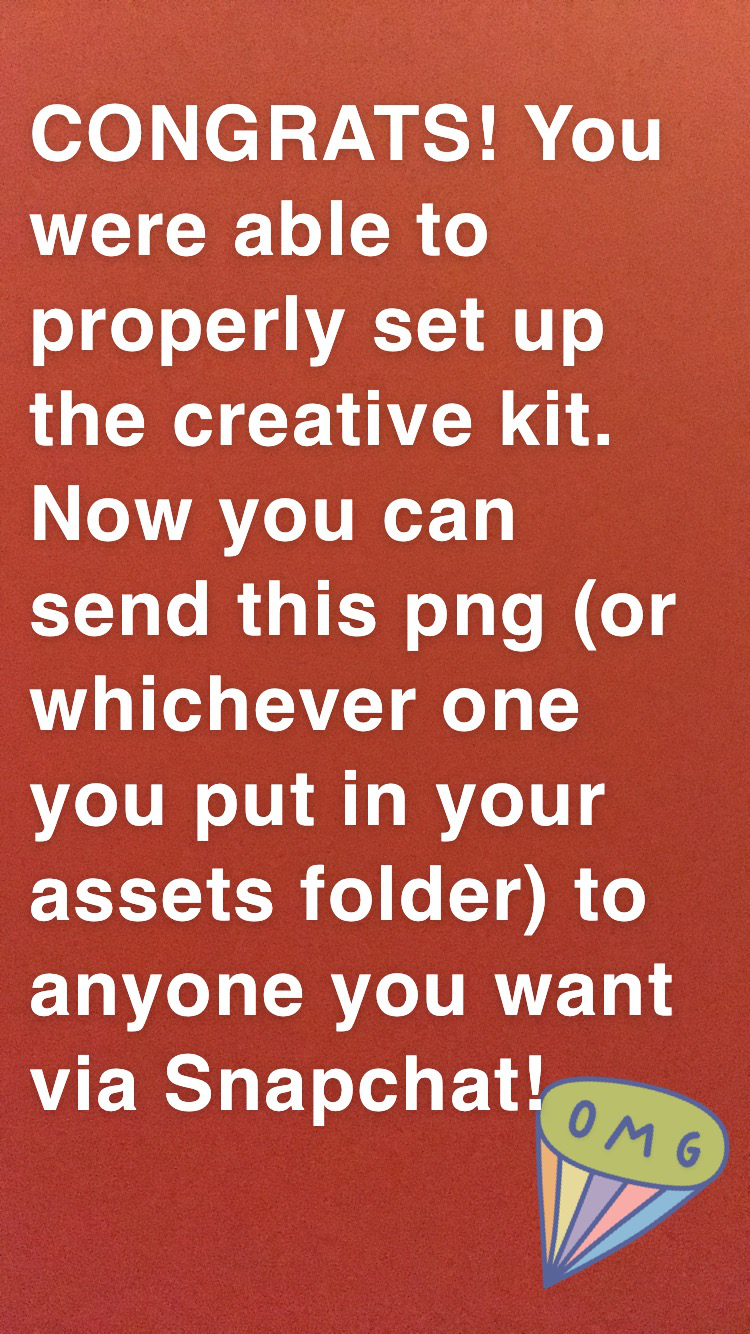 CONGRATS! You
were able to
properly set up
the creative kit.
Now you can
send this png (or
whichever one
you put in your
assets folder) to
anyone you want
via Snapchat!
OMG